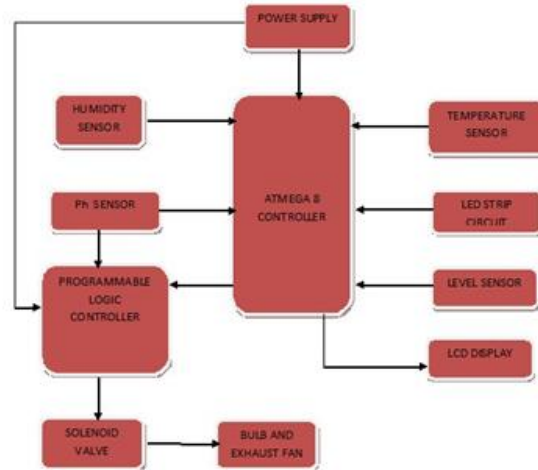 POWER SUPPLY
HUMIDITY
SENSOR
TEMPERATURE
SENSOR
ATMEGA 8
CONTROLLER
Ph SENSOR
LED STRIP
CIRCUIT
PROGRAMMABLE
LOGIC
CONTROLLER
LEVEL SENSOR
LCD DISPLAY
SOLENOID
VALVE
BULB AND
EXHAUST FAN